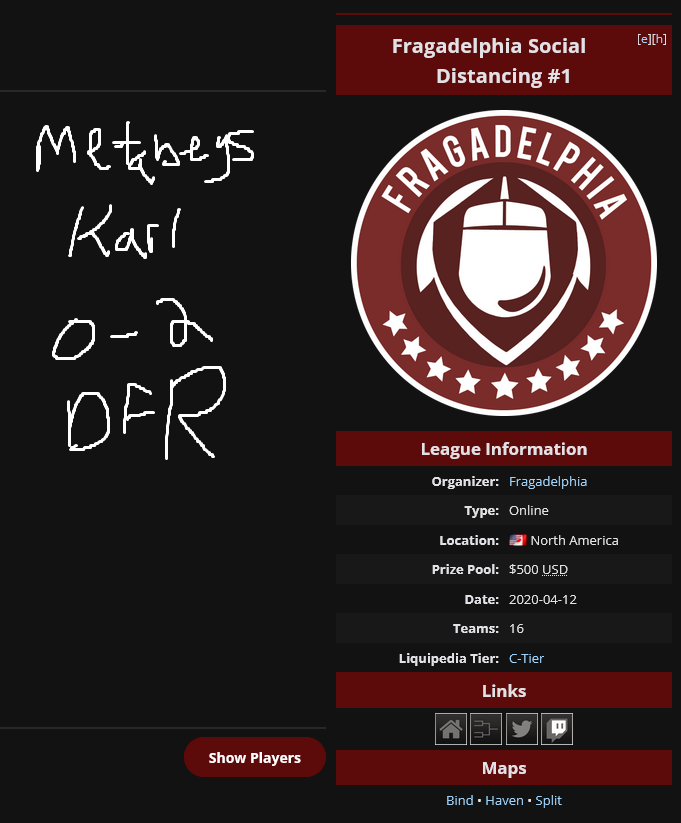 Karl
0-2
DFR
Show Players
Fragadelphia Social
Distancing #1
[e][h]
FRAGADELPHIA
League Information
Organizer: Fragadelphia
Type: Online
Location: North America
Prize Pool: $500 USD
Date: 2020-04-12
Teams: 16
Liquipedia Tier: C-Tier
Links
Maps
Bind • Haven • Split